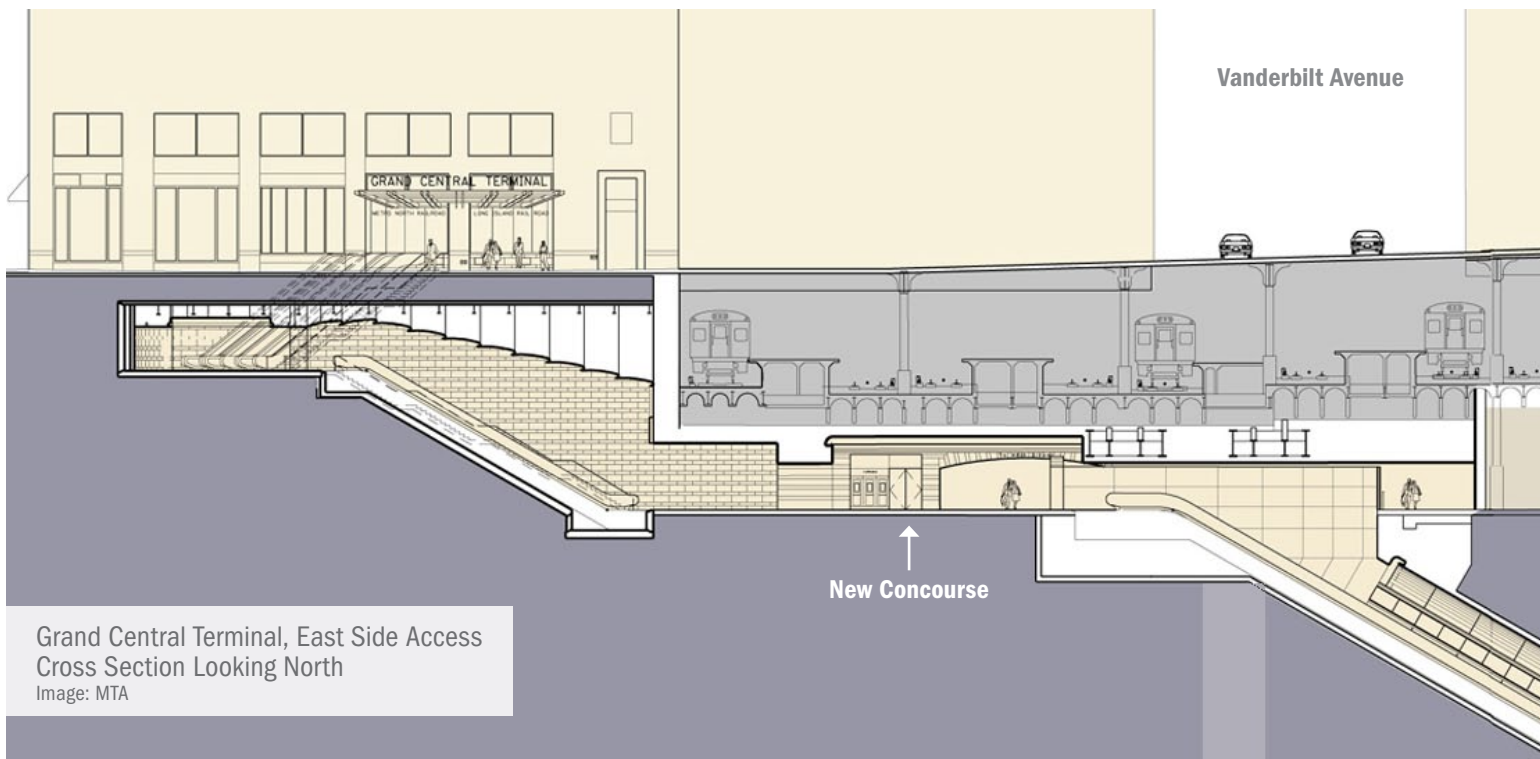 Vanderbilt Avenue
GRAND CENTRAL TERMINAL
METRO NORTH RAILROAD
LONG ISLAND RAIL ROAD
New Concourse
Grand Central Terminal, East Side Access
Cross Section Looking North
Image: MTA